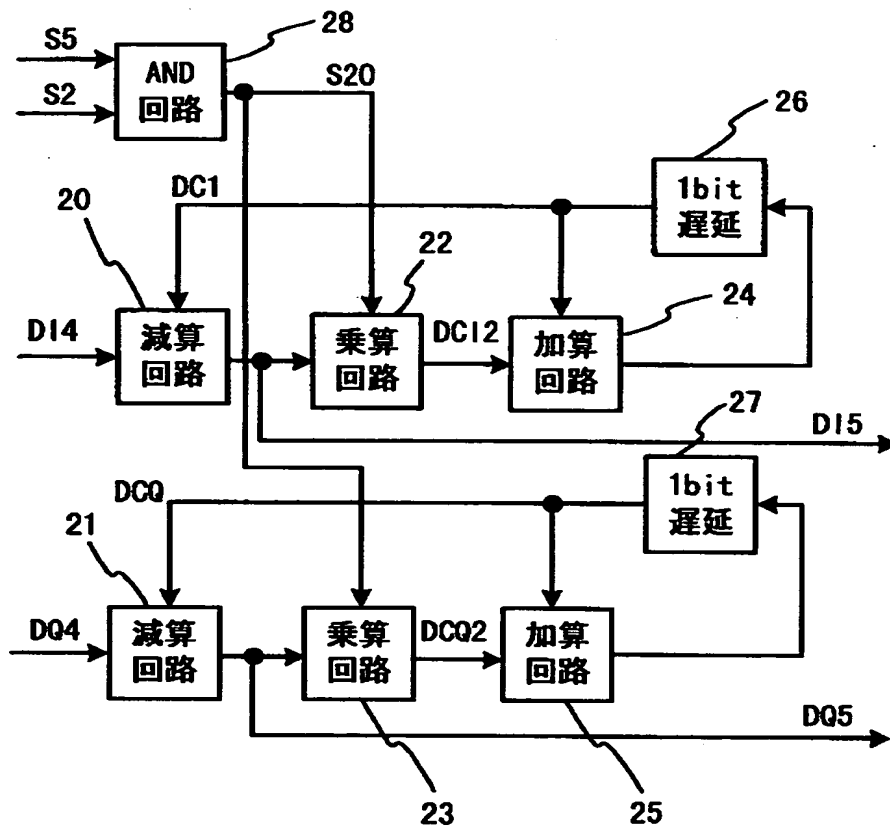 28
S5
AND
回路
S20
S2
26
1bit
遅延
DC1
20
22
24
減算
回路
DI4
乗算
回路
DCI2
加算
回路
27
DI5
1bit
遅延
DCQ
21
減算
回路
DQ4
乗算
回路
DCQ2
加算
回路
DQ5
23
25